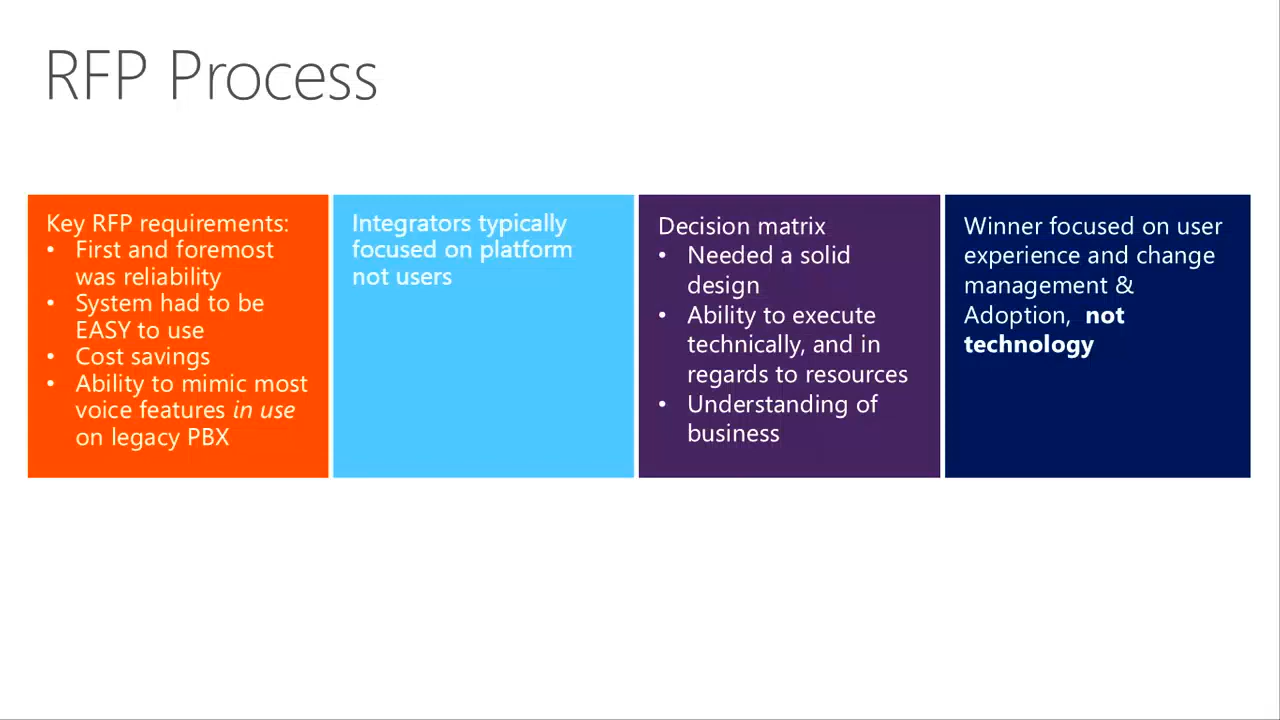 RFP Process
Key RFP requirements:
• First and foremost
was reliability
• System had to be
EASY to use
• Cost savings
• Ability to mimic most
voice features in use
on legacy PBX
Integrators typically
focused on platform
not users
Decision matrix
• Needed a solid
design
• Ability to execute
technically, and in
regards to resources
• Understanding of
business
Winner focused on user
experience and change
management &
Adoption, not
technology